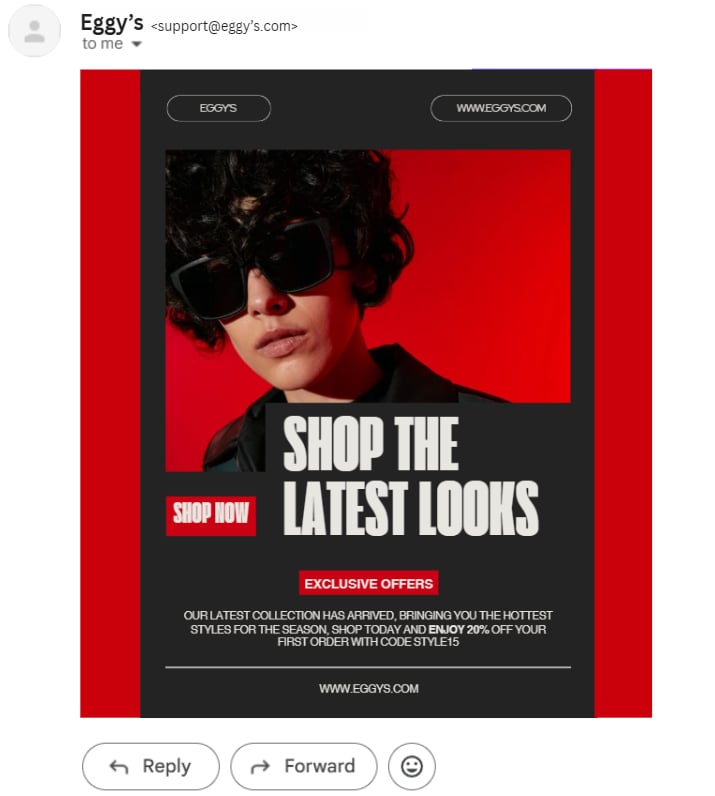 Eggy’s <support@eggy’s.com>
to me
EGGY'S
WWW.EGGYS.COM
SHOP THE
LATEST LOOKS
SHOP NOW
EXCLUSIVE OFFERS
OUR LATEST COLLECTION HAS ARRIVED, BRINGING YOU THE HOTTEST
STYLES FOR THE SEASON, SHOP TODAY AND ENJOY 20% OFF YOUR
FIRST ORDER WITH CODE STYLE15
WWW.EGGYS.COM
Reply
Forward